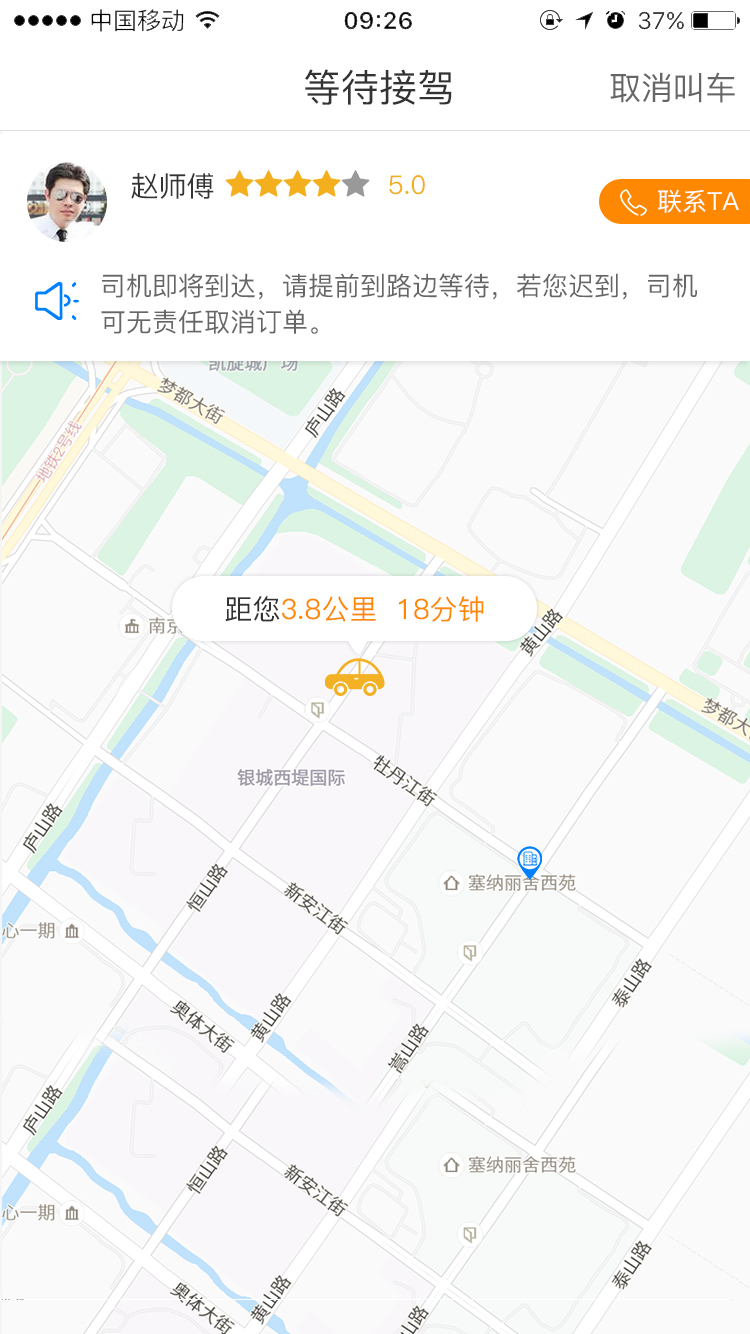 中国移动 09:26 37%
等待接驾 取消叫车
赵师傅 5.0 联系TA
司机即将到达，请提前到路边等待，若您迟到，司机
可无责任取消订单。
凯旋城广场
梦都大街
庐山路
地铁2号线
距您3.8公里 18分钟
南京
黄山路
梦都大
牡丹江街
银城西堤国际
庐山路
塞纳丽舍西苑
恒山路
新安江街
心一期
泰山路
奥体大街
黄山路
嵩山路
庐山路
塞纳丽舍西苑
恒山路
新安江街
心一期
泰山路
奥体大街
黄山路
山路